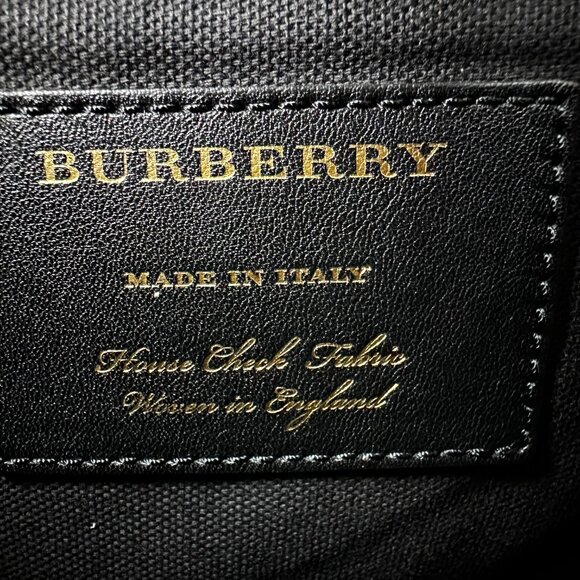 BURBERRY
MADE IN ITALY
House Check Fabric
Woven in England